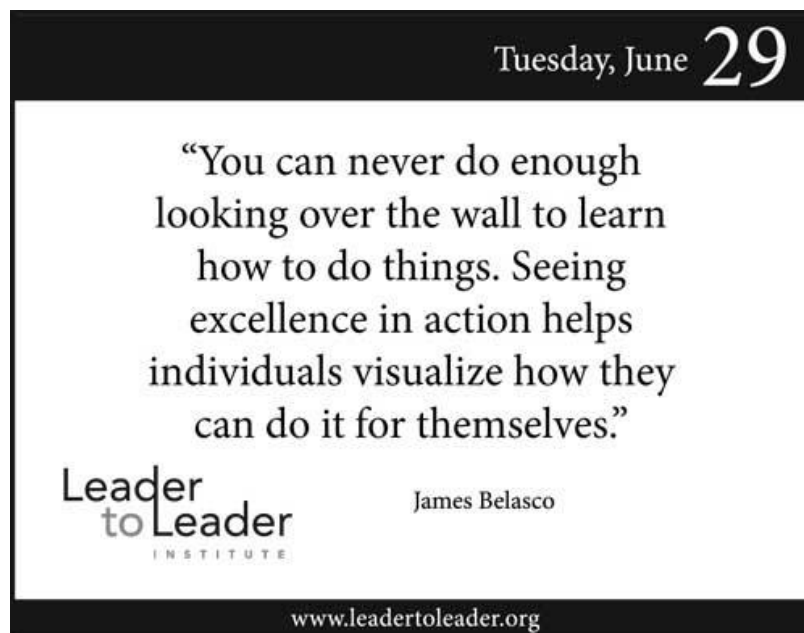 Tuesday, June 29
“You can never do enough
looking over the wall to learn
how to do things. Seeing
excellence in action helps
individuals visualize how they
can do it for themselves.”
James Belasco
Leader
to Leader
INSTITUTE
www.leadertoleader.org